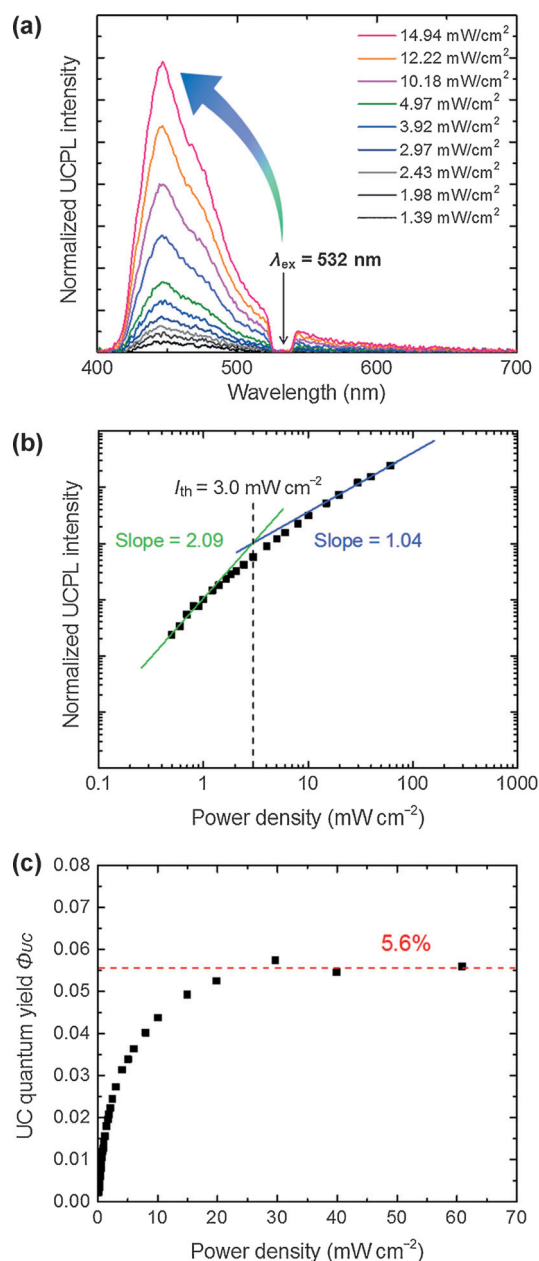 (a)
14.94 mW/cm²
12.22 mW/cm²
10.18 mW/cm²
4.97 mW/cm²
3.92 mW/cm²
2.97 mW/cm²
2.43 mW/cm²
1.98 mW/cm²
1.39 mW/cm²
λex = 532 nm
Normalized UCPL intensity
400 500 600 700
Wavelength (nm)
(b)
Ith = 3.0 mW cm⁻²
Slope = 2.09
Slope = 1.04
Normalized UCPL intensity
0.1 1 10 100 1000
Power density (mW cm⁻²)
(c)
0.08
0.07
0.06
0.05
0.04
0.03
0.02
0.01
0.00
5.6%
UC quantum yield Φuc
0 10 20 30 40 50 60 70
Power density (mW cm⁻²)